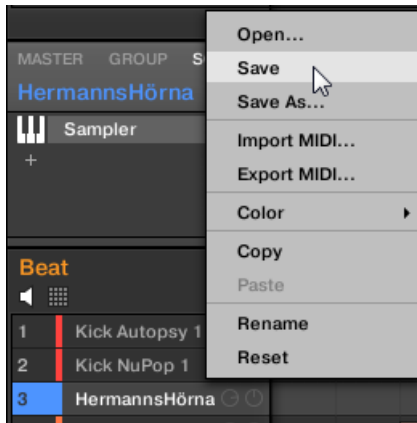 MASTER GROUP S
HermannsHörna
Sampler
+
Beat
1 Kick Autopsy 1
2 Kick NuPop 1
3 HermannsHörna
Open...
Save
Save As...
Import MIDI...
Export MIDI...
Color
Copy
Paste
Rename
Reset